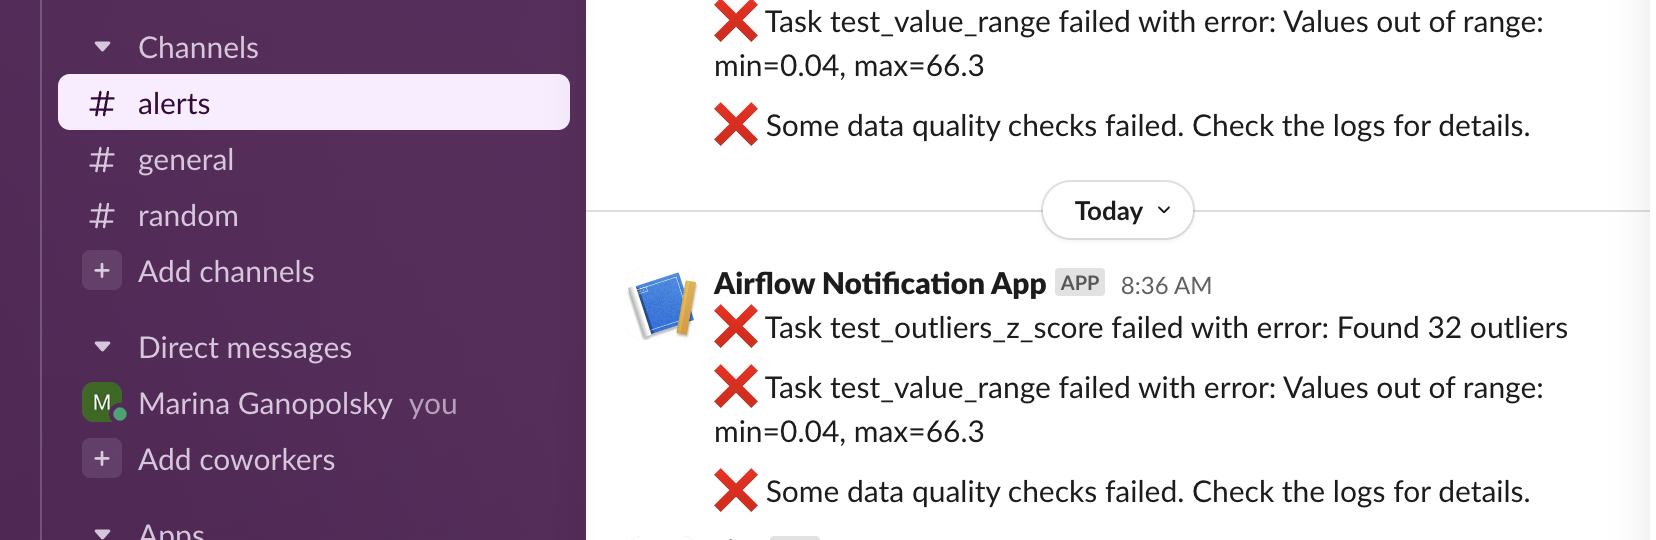 Channels
# alerts
# general
# random
+ Add channels
Direct messages
M Marina Ganopolsky you
+ Add coworkers
Apps
❌ Task test_value_range failed with error: Values out of range:
min=0.04, max=66.3
❌ Some data quality checks failed. Check the logs for details.
Today
Airflow Notification App APP 8:36 AM
❌ Task test_outliers_z_score failed with error: Found 32 outliers
❌ Task test_value_range failed with error: Values out of range:
min=0.04, max=66.3
❌ Some data quality checks failed. Check the logs for details.